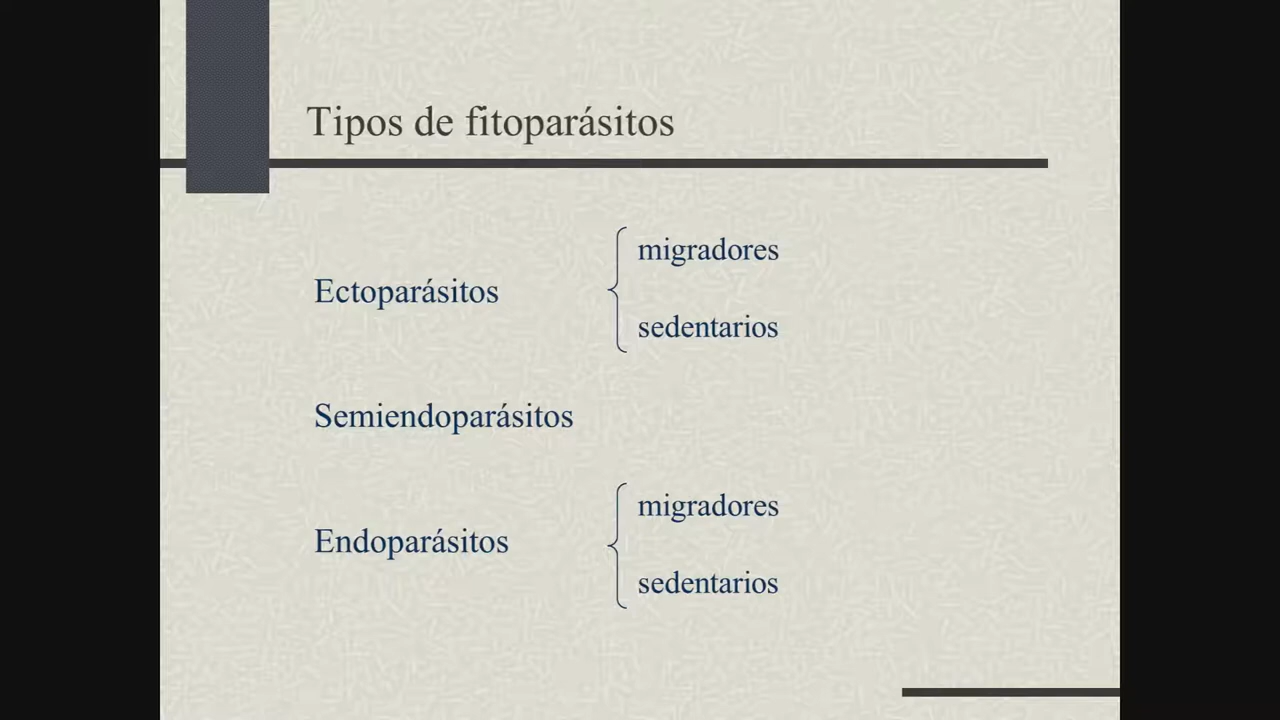 Tipos de fitoparásitos
migradores
Ectoparásitos
sedentarios
Semiendoparásitos
migradores
Endoparásitos
sedentarios